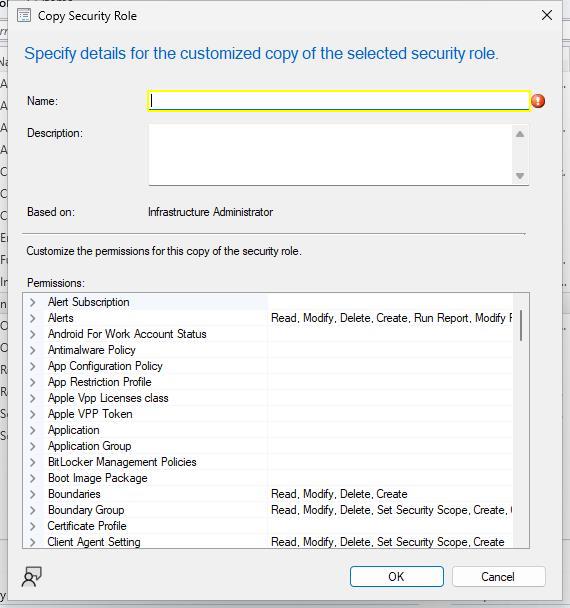 Copy Security Role
Specify details for the customized copy of the selected security role.
Name:
Description:
Based on: Infrastructure Administrator
Customize the permissions for this copy of the security role.
Permissions:
Alert Subscription
Alerts Read, Modify, Delete, Create, Run Report, Modify
Android For Work Account Status
Antimalware Policy
App Configuration Policy
App Restriction Profile
Apple Vpp Licenses class
Apple VPP Token
Application
Application Group
BitLocker Management Policies
Boot Image Package
Boundaries Read, Modify, Delete, Create
Boundary Group Read, Modify, Delete, Set Security Scope, Create,
Certificate Profile
Client Agent Setting Read, Modify, Delete, Set Security Scope, Create
OK Cancel